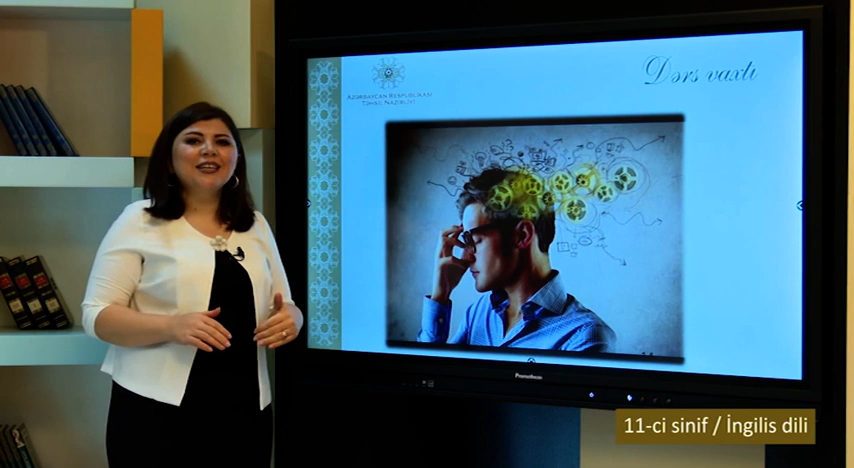 Dərs vaxtı
AZƏRBAYCAN RESPUBLİKASI
TƏHSİL NAZİRLİYİ
Promethean
11-ci sinif / İngilis dili